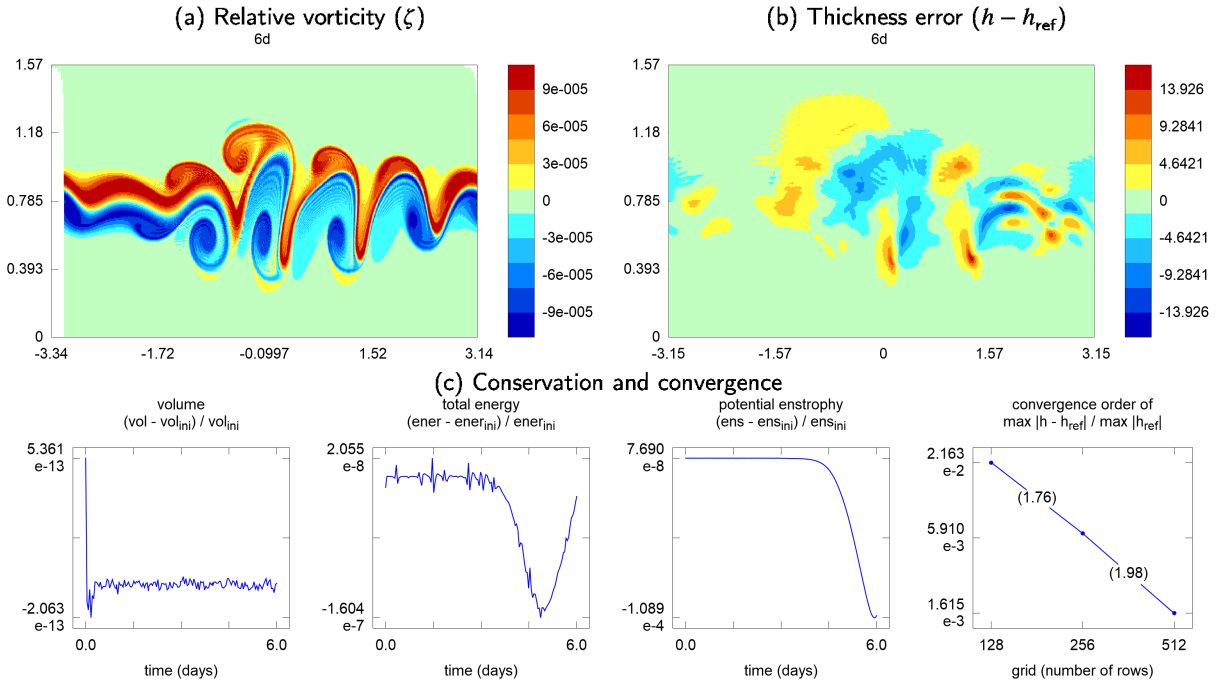 (a) Relative vorticity (ζ)
6d
1.57
1.18
0.785
0.393
0
-3.34
-1.72
-0.0997
1.52
3.14
9e-005
6e-005
3e-005
0
-3e-005
-6e-005
-9e-005
(b) Thickness error (h − h_ref)
6d
1.57
1.18
0.785
0.393
0
-3.15
-1.57
0
1.57
3.15
13.926
9.2841
4.6421
0
-4.6421
-9.2841
-13.926
(c) Conservation and convergence
volume
(vol - vol_ini) / vol_ini
5.361
e-13
-2.063
e-13
0.0
6.0
time (days)
total energy
(ener - ener_ini) / ener_ini
2.055
e-8
-1.604
e-7
0.0
6.0
time (days)
potential enstrophy
(ens - ens_ini) / ens_ini
7.690
e-8
-1.089
e-4
0.0
6.0
time (days)
convergence order of
max |h - h_ref| / max |h_ref|
2.163
e-2
5.910
e-3
1.615
e-3
(1.76)
(1.98)
128
256
512
grid (number of rows)